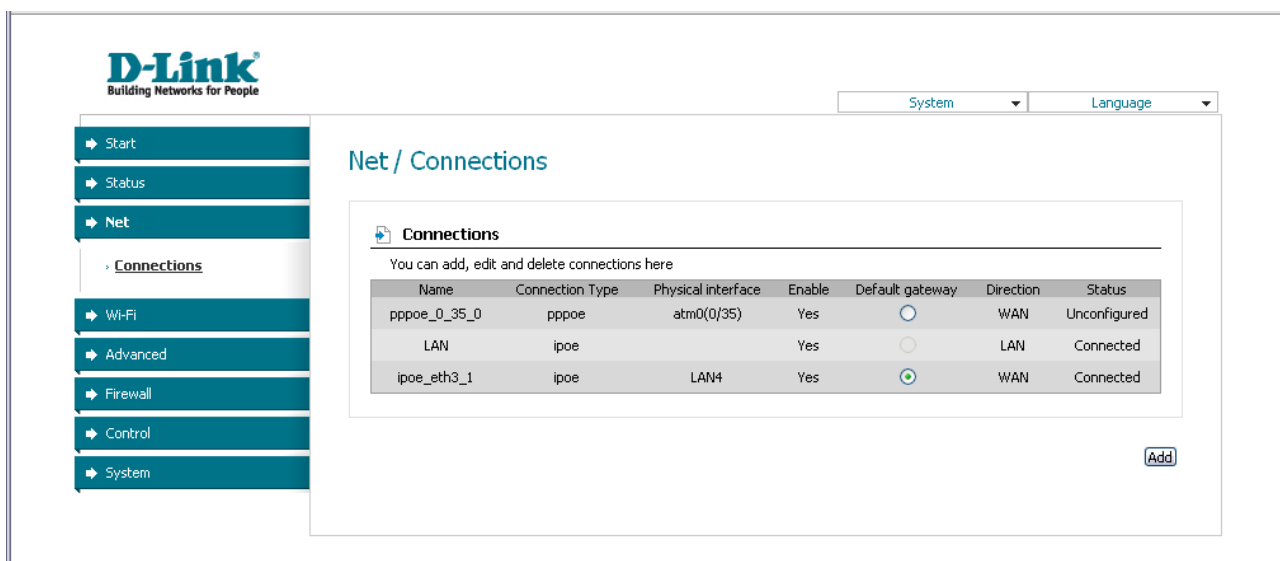 D-Link
Building Networks for People
System Language
Start
Status
Net
Connections
Wi-Fi
Advanced
Firewall
Control
System
Net / Connections
Connections
You can add, edit and delete connections here
Name Connection Type Physical interface Enable Default gateway Direction Status
pppoe_0_35_0 pppoe atm0(0/35) Yes WAN Unconfigured
LAN ipoe Yes LAN Connected
ipoe_eth3_1 ipoe LAN4 Yes WAN Connected
Add